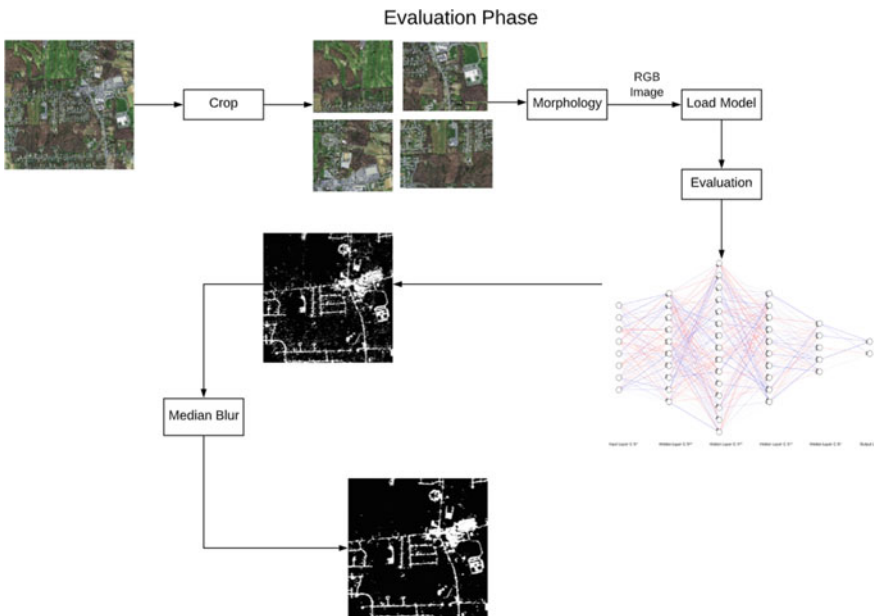 Evaluation Phase
Crop
Morphology
RGB
Image
Load Model
Evaluation
Median Blur